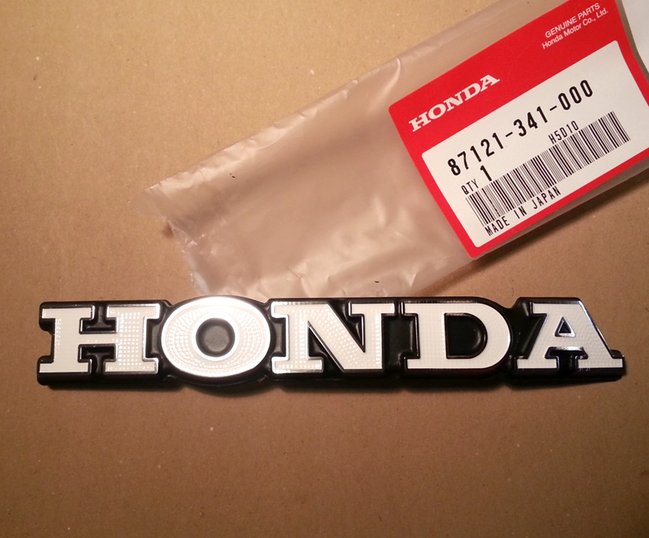 GENUINE PARTS
Honda Motor Co., Ltd.
HONDA
87121-341-000
H5D10
QTY 1
MADE IN JAPAN
HONDA